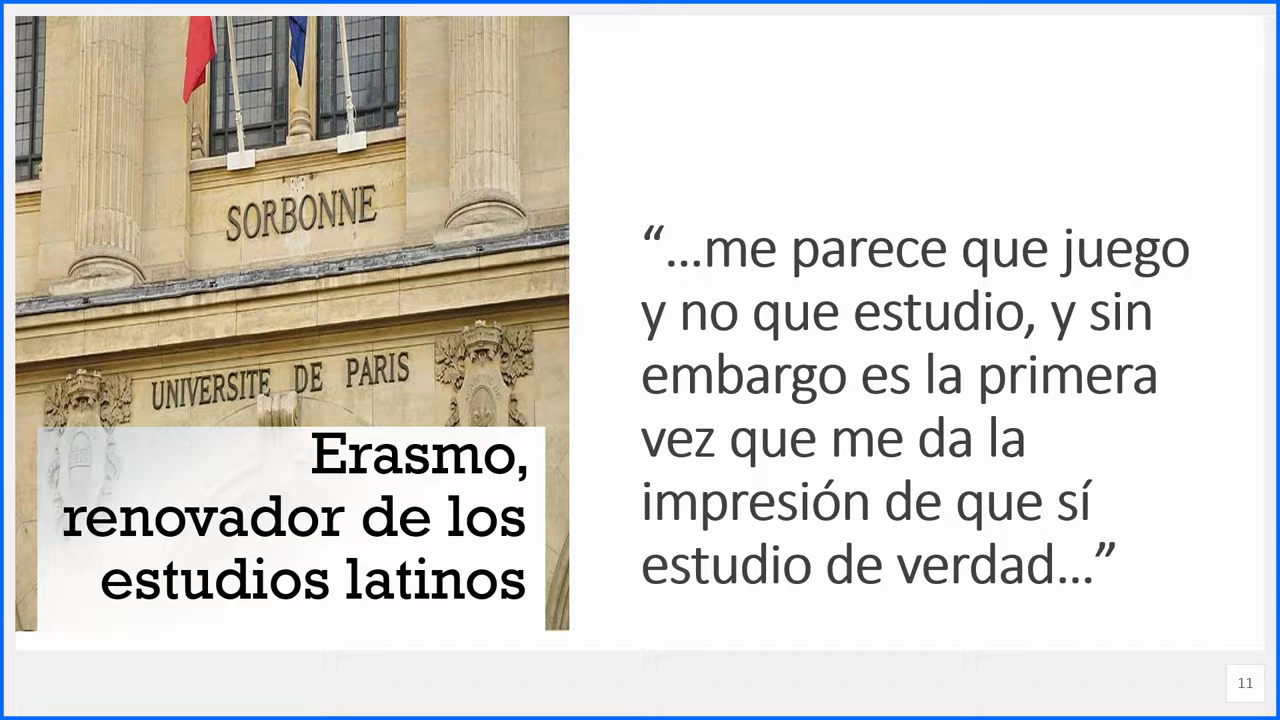 SORBONNE
UNIVERSITE DE PARIS
Erasmo,
renovador de los
estudios latinos
“…me parece que juego
y no que estudio, y sin
embargo es la primera
vez que me da la
impresión de que sí
estudio de verdad…”
11